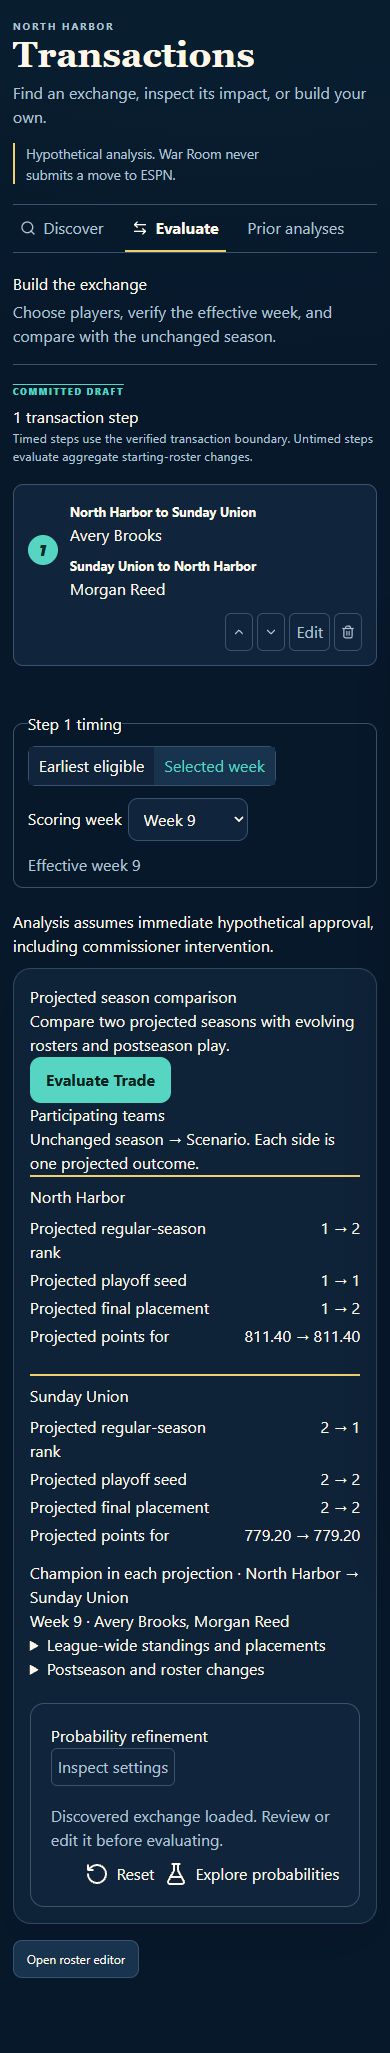 NORTH HARBOR
Transactions
Find an exchange, inspect its impact, or build your
own.
Hypothetical analysis. War Room never
submits a move to ESPN.
Discover Evaluate Prior analyses
Build the exchange
Choose players, verify the effective week, and
compare with the unchanged season.
COMMITTED DRAFT
1 transaction step
Timed steps use the verified transaction boundary. Untimed steps
evaluate aggregate starting-roster changes.
1
North Harbor to Sunday Union
Avery Brooks
Sunday Union to North Harbor
Morgan Reed
Edit
Step 1 timing
Earliest eligible Selected week
Scoring week Week 9
Effective week 9
Analysis assumes immediate hypothetical approval,
including commissioner intervention.
Projected season comparison
Compare two projected seasons with evolving
rosters and postseason play.
Evaluate Trade
Participating teams
Unchanged season → Scenario. Each side is
one projected outcome.
North Harbor
Projected regular-season 1 → 2
rank
Projected playoff seed 1 → 1
Projected final placement 1 → 2
Projected points for 811.40 → 811.40
Sunday Union
Projected regular-season 2 → 1
rank
Projected playoff seed 2 → 2
Projected final placement 2 → 2
Projected points for 779.20 → 779.20
Champion in each projection · North Harbor →
Sunday Union
Week 9 · Avery Brooks, Morgan Reed
League-wide standings and placements
Postseason and roster changes
Probability refinement
Inspect settings
Discovered exchange loaded. Review or
edit it before evaluating.
Reset Explore probabilities
Open roster editor